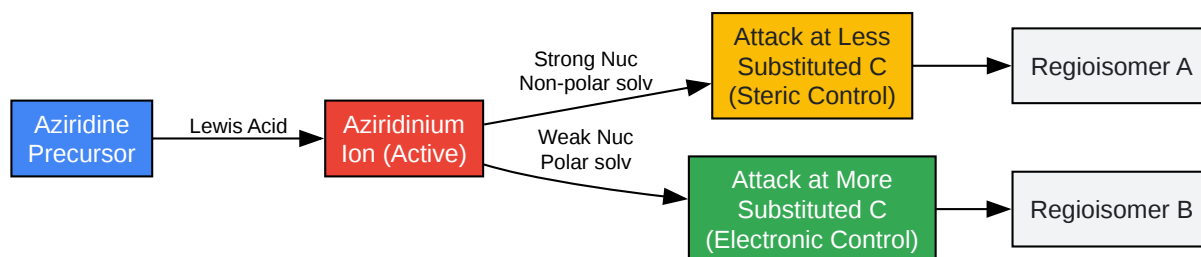 Aziridine
Precursor
Lewis Acid
Aziridinium
Ion (Active)
Strong Nuc
Non-polar solv
Weak Nuc
Polar solv
Attack at Less
Substituted C
(Steric Control)
Regioisomer A
Attack at More
Substituted C
(Electronic Control)
Regioisomer B